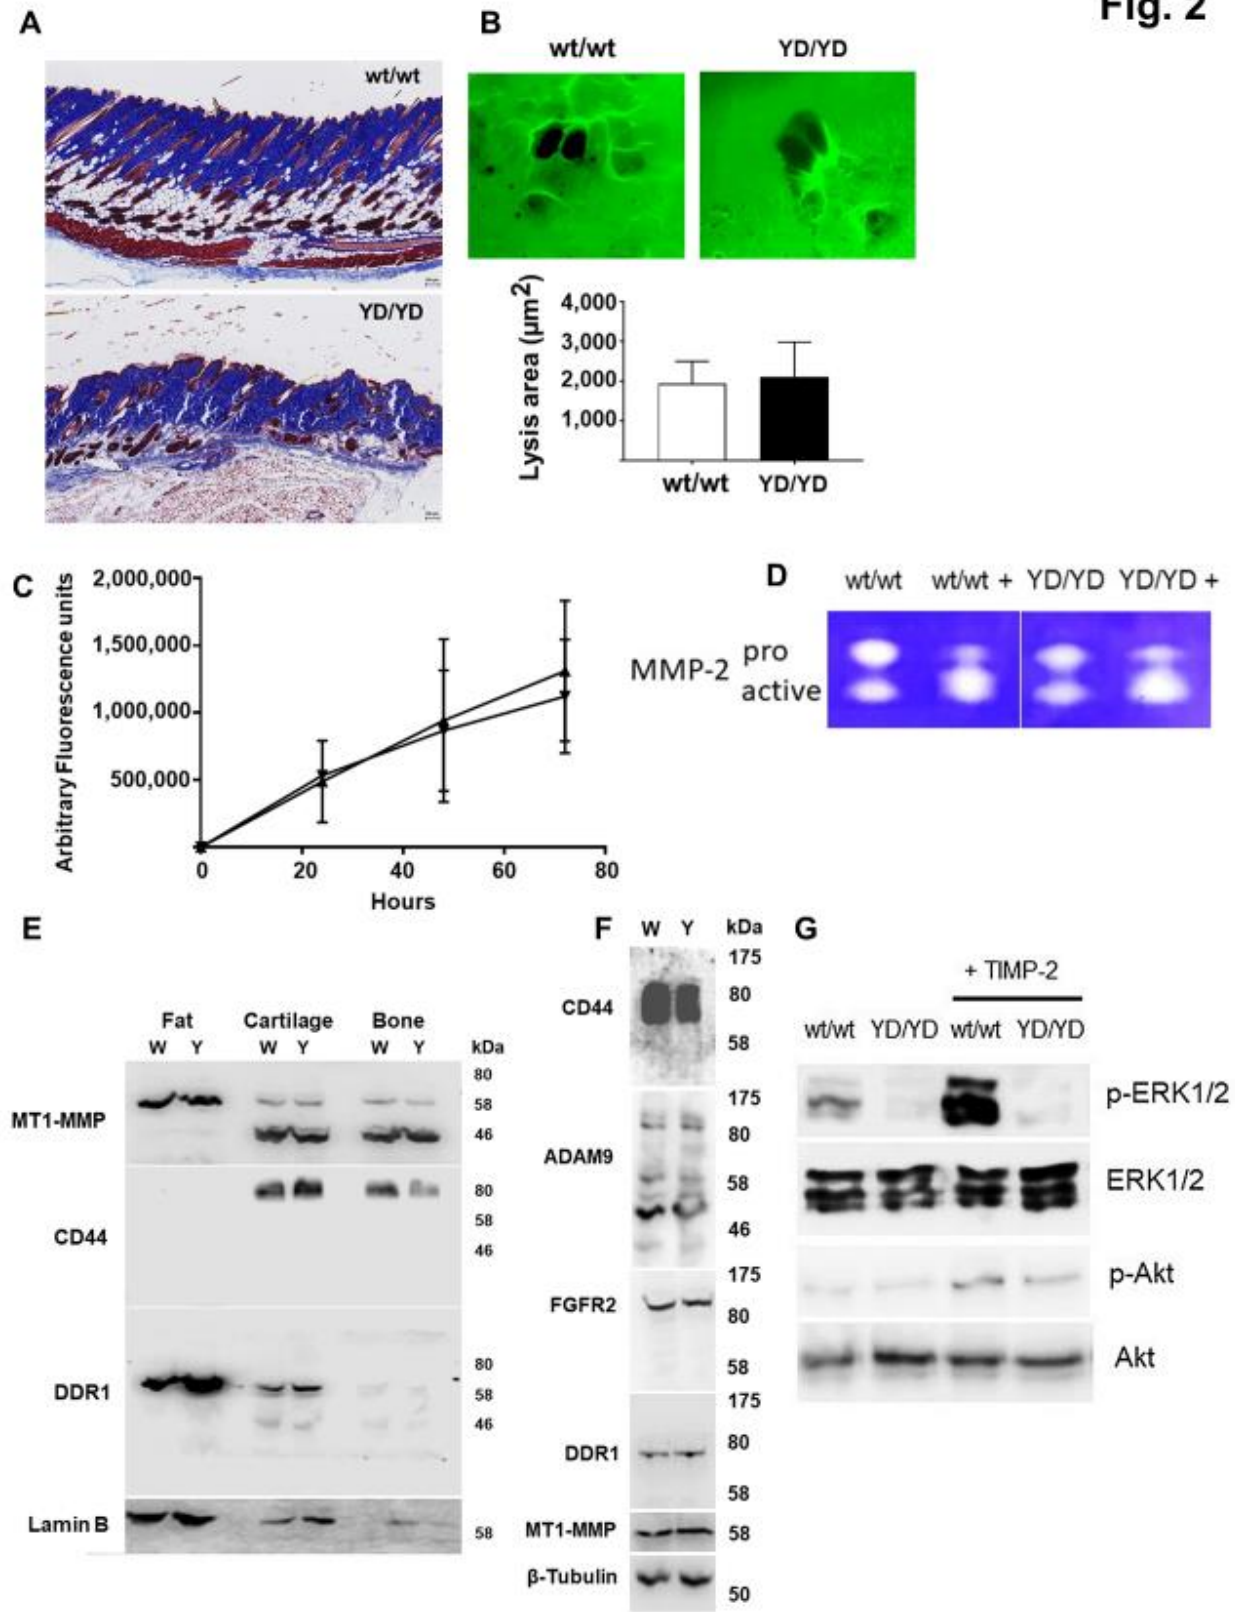 Fig. 2
A
wt/wt
YD/YD
B
wt/wt YD/YD
Lysis area (µm²)
4,000
3,000
2,000
1,000
wt/wt YD/YD
C
Arbitrary Fluorescence units
2,000,000
1,500,000
1,000,000
500,000
0 20 40 60 80
Hours
D
wt/wt wt/wt + YD/YD YD/YD +
MMP-2
pro
active
E
Fat Cartilage Bone
W Y W Y W Y kDa
MT1-MMP
80
58
46
CD44
80
58
46
DDR1
80
58
46
Lamin B
58
F
W Y kDa
CD44
175
80
58
ADAM9
175
80
58
46
FGFR2
175
80
58
DDR1
175
80
58
MT1-MMP 58
β-Tubulin
50
G
+ TIMP-2
wt/wt YD/YD wt/wt YD/YD
p-ERK1/2
ERK1/2
p-Akt
Akt